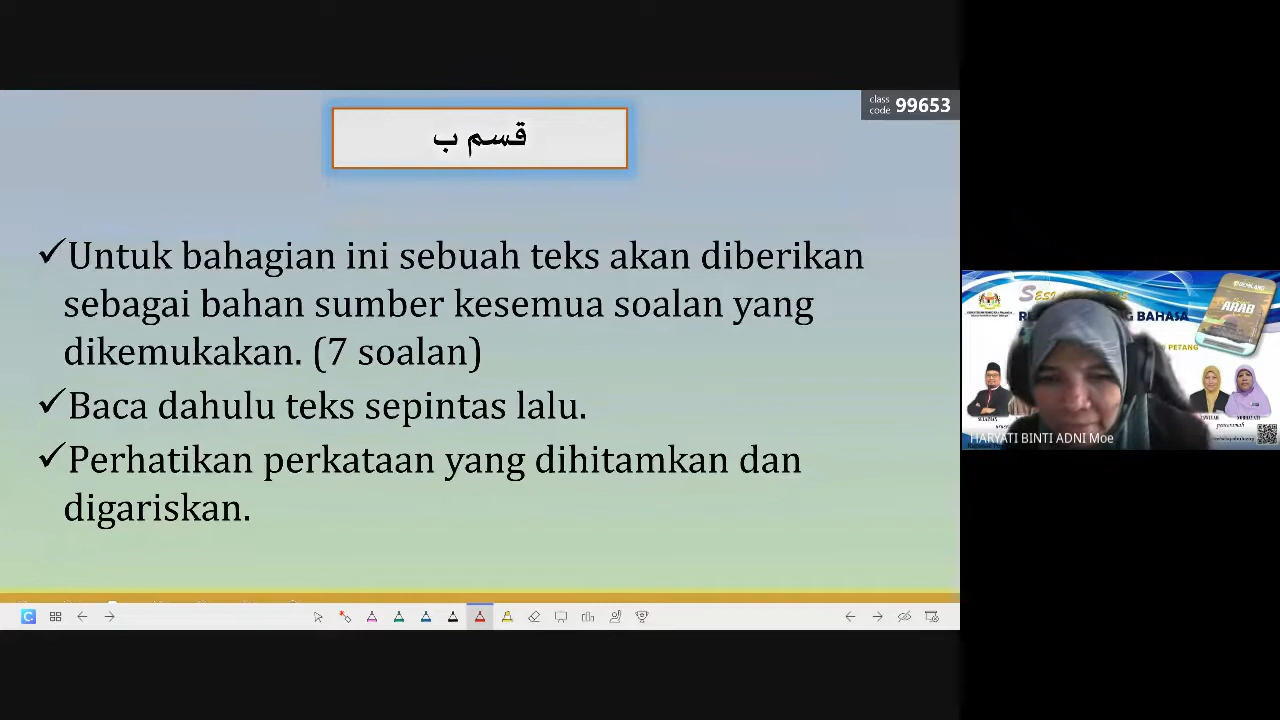 class
code 99653
قسم ب
✓Untuk bahagian ini sebuah teks akan diberikan
sebagai bahan sumber kesemua soalan yang
dikemukakan. (7 soalan)
✓Baca dahulu teks sepintas lalu.
✓Perhatikan perkataan yang dihitamkan dan
digariskan.
ARAB
BAHASA
PETANG
HARYATI BINTI ADNI Moe